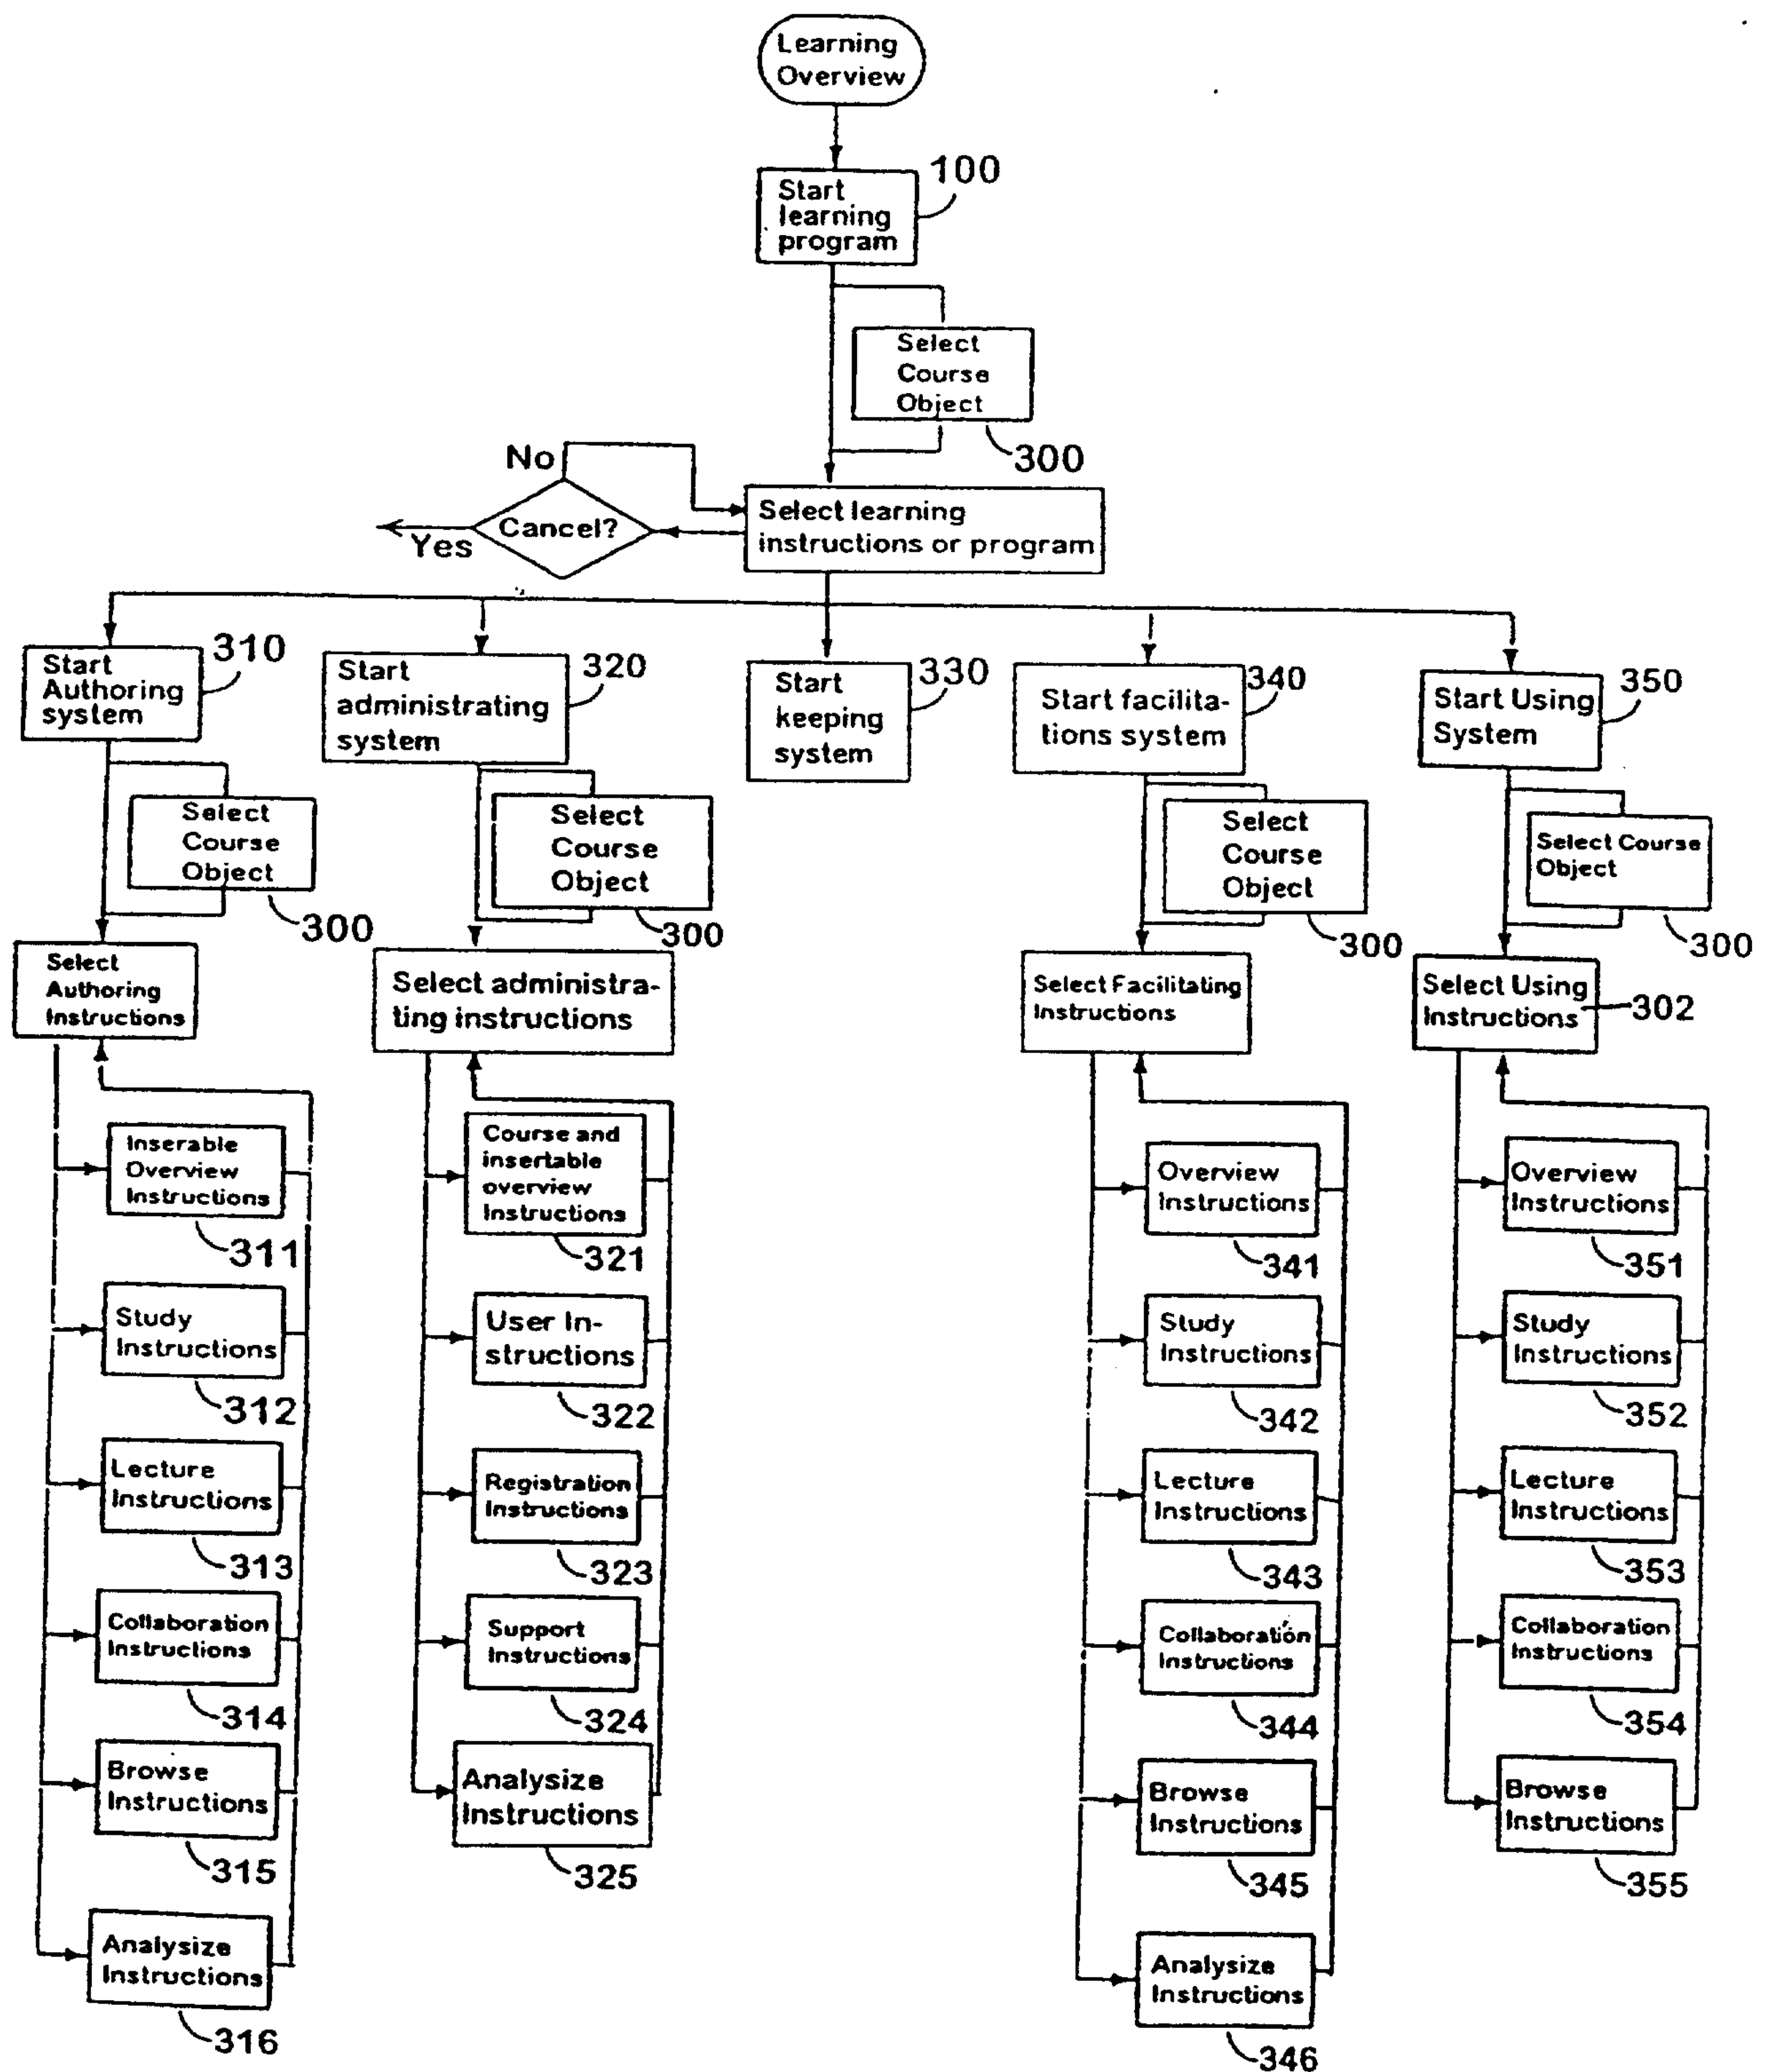 Learning
Overview
100
Start
learning
program
Select
Course
Object
300
No
Cancel?
Yes
Select learning
instructions or program
310
Start
Authoring
system
320
Start
administrating
system
330
Start
keeping
system
340
Start facilita-
tions system
350
Start Using
System
Select
Course
Object
300
Select
Course
Object
300
Select
Course
Object
300
Select Course
Object
300
Select
Authoring
Instructions
Select administra-
ting instructions
Select Facilitating
Instructions
Select Using
Instructions
302
Inserable
Overview
Instructions
311
Study
Instructions
312
Lecture
Instructions
313
Collaboration
Instructions
314
Browse
Instructions
315
Analysize
Instructions
316
Course and
insertable
overview
Instructions
321
User In-
structions
322
Registration
Instructions
323
Support
Instructions
324
Analysize
Instructions
325
Overview
Instructions
341
Study
Instructions
342
Lecture
Instructions
343
Collaboration
Instructions
344
Browse
Instructions
345
Analysize
Instructions
346
Overview
Instructions
351
Study
Instructions
352
Lecture
Instructions
353
Collaboration
Instructions
354
Browse
Instructions
355